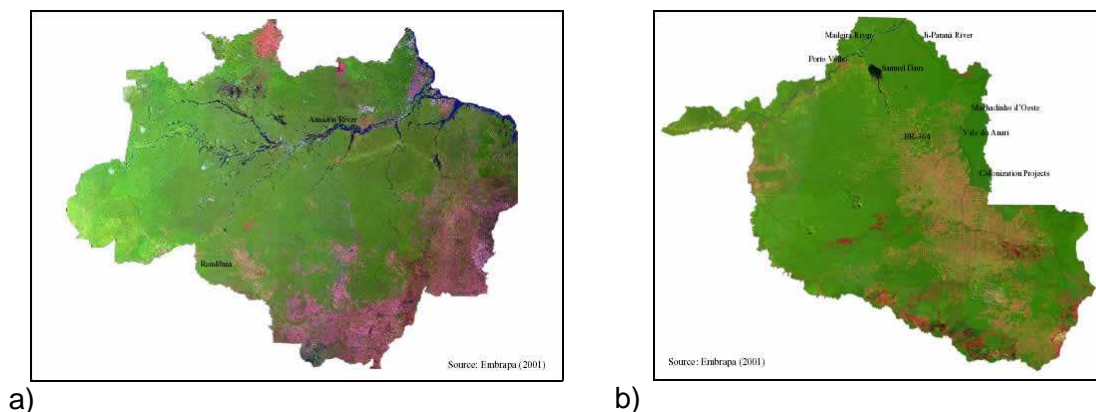 Amazon River
Rondônia
Source: Embrapa (2001)
a)
Madeira River
Ji-Paraná River
Porto Velho
Samuel Dam
Machadinho d'Oeste
BR-364
Vale do Anari
Colonization Projects
Source: Embrapa (2001)
b)